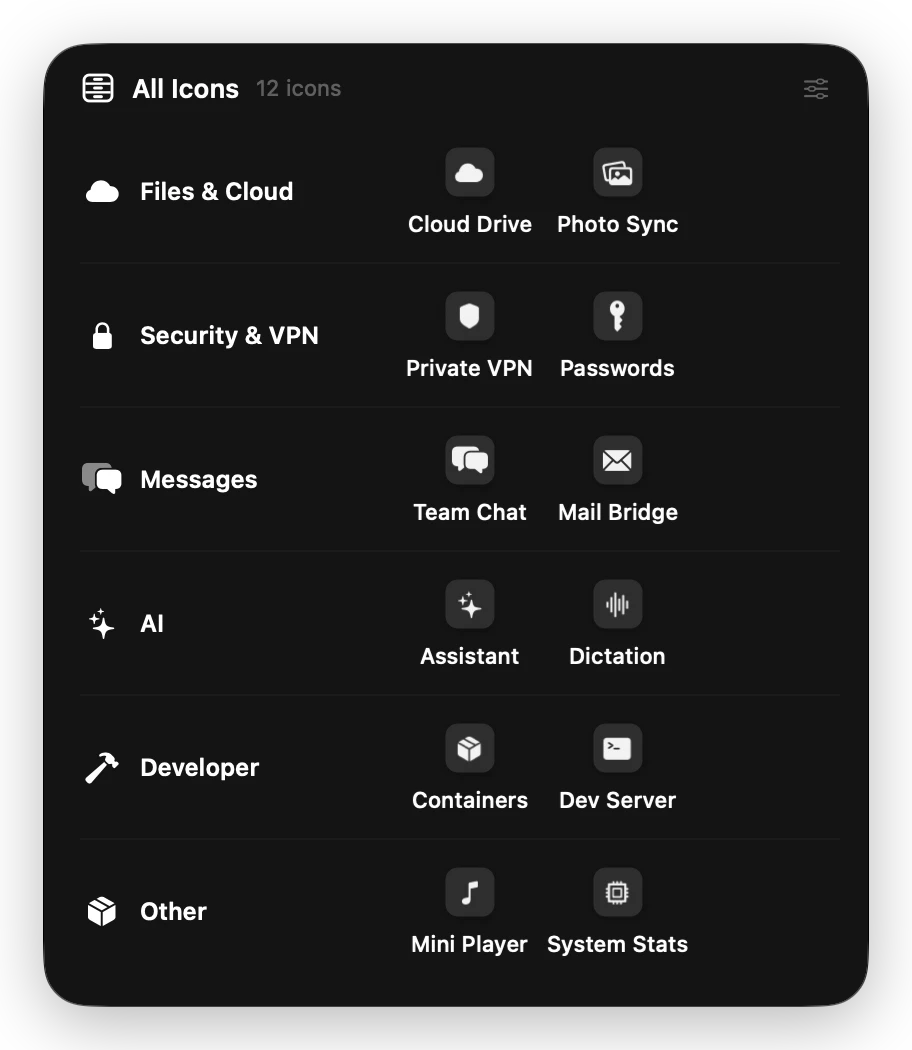 All Icons 12 icons
Files & Cloud
Cloud Drive
Photo Sync
Security & VPN
Private VPN
Passwords
Messages
Team Chat
Mail Bridge
AI
Assistant
Dictation
Developer
>_
Containers
Dev Server
Other
Mini Player
System Stats